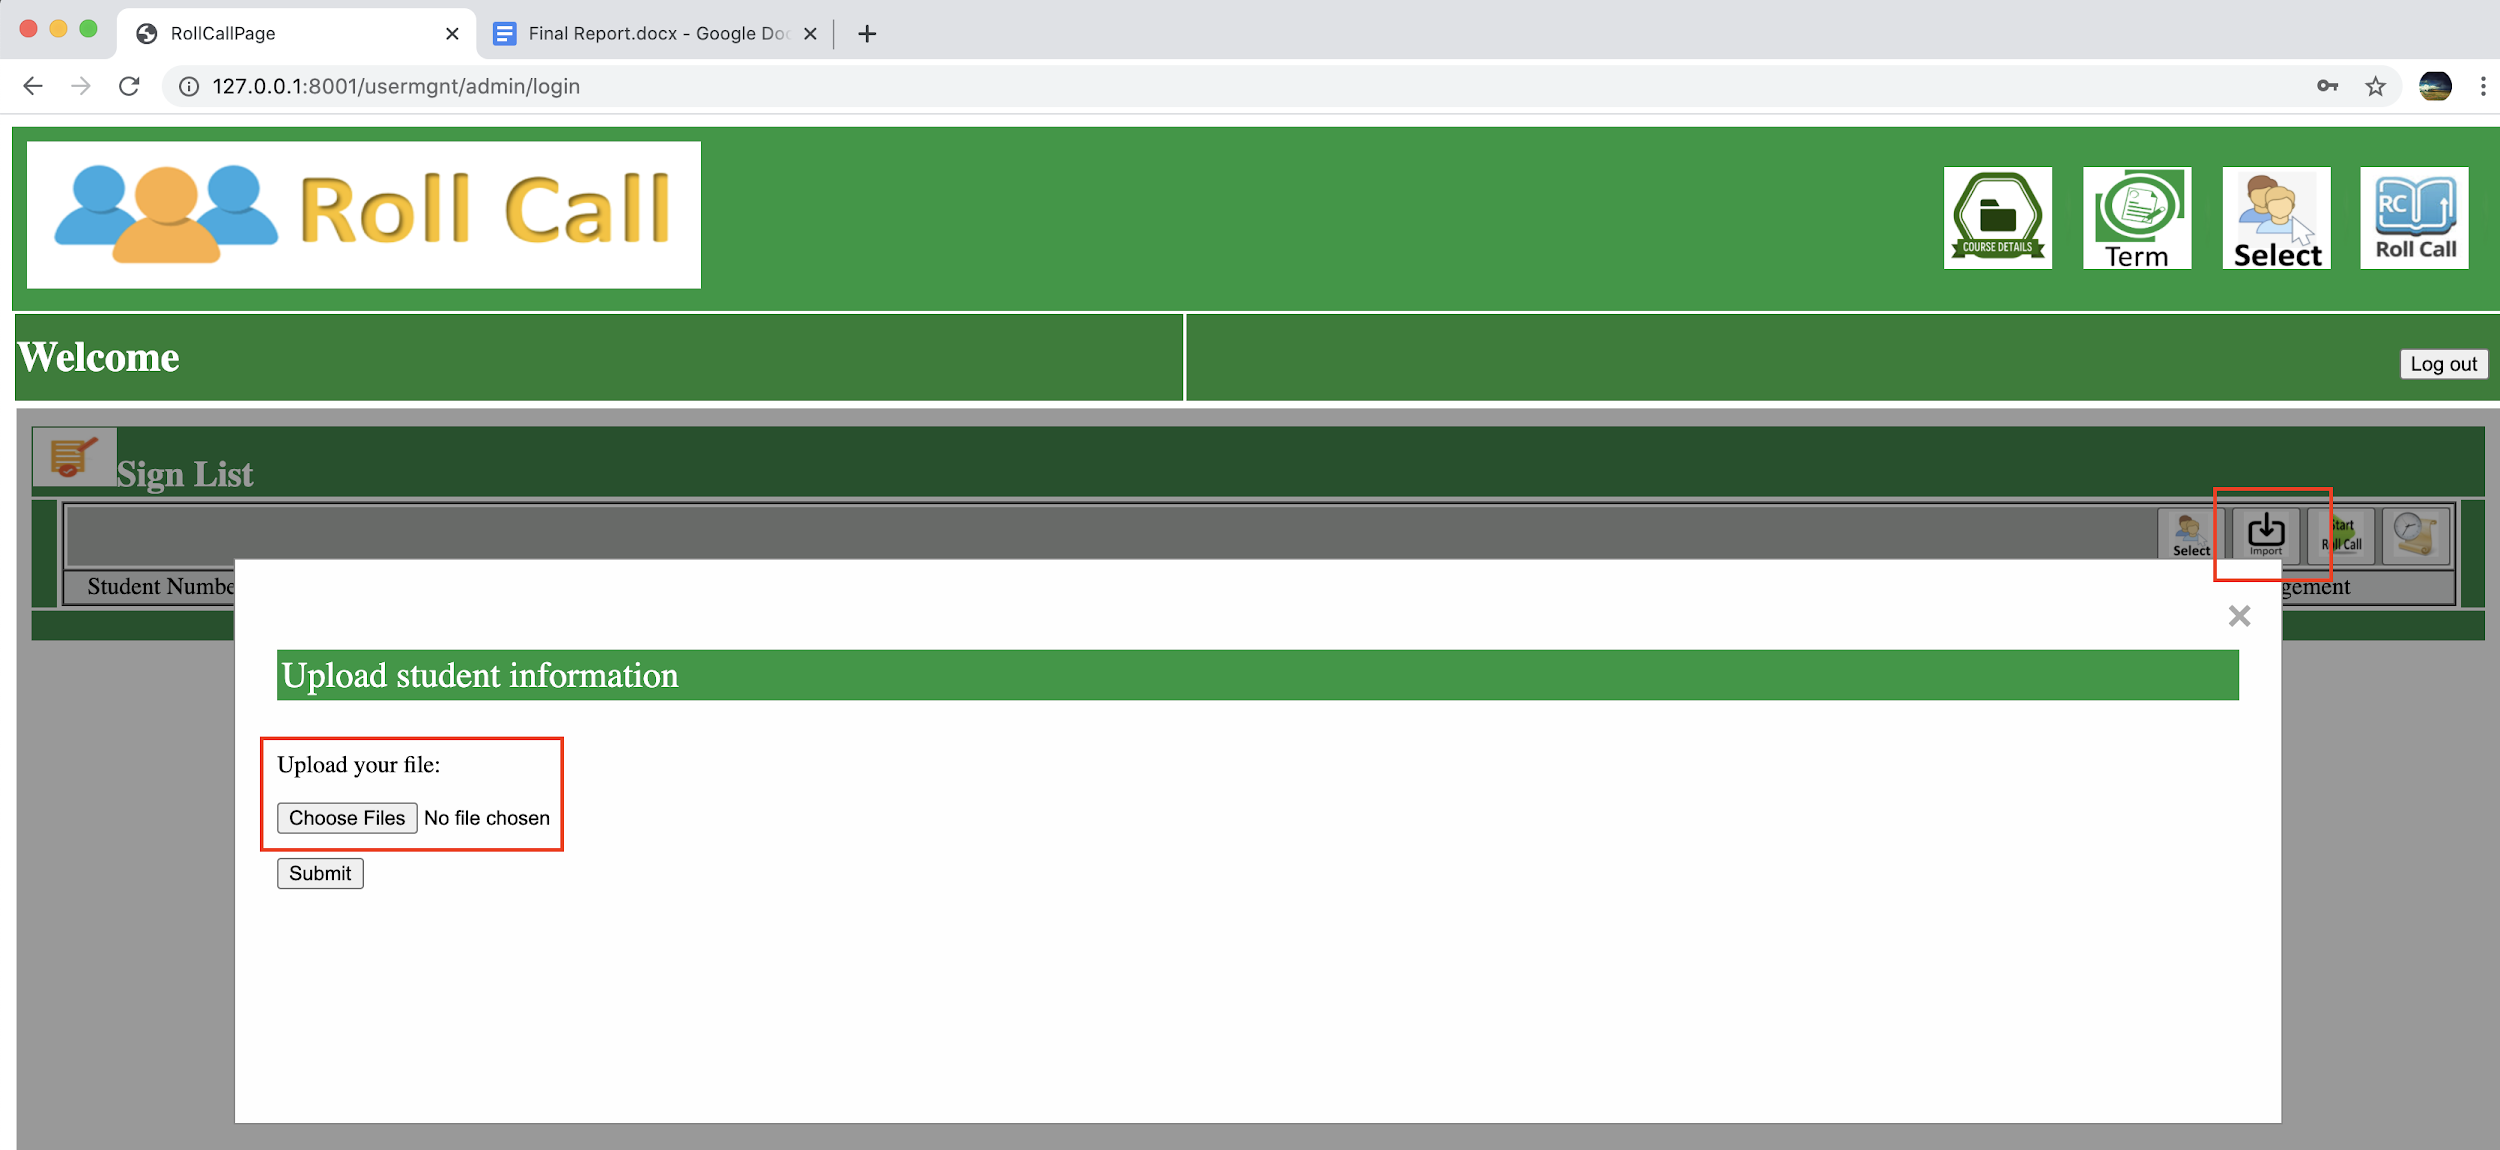 RollCallPage
Final Report.docx - Google Doc
127.0.0.1:8001/usermgnt/admin/login
Roll Call
COURSE DETAILS
Term
Select
RC
Roll Call
Welcome
Log out
Sign List
Select
Import
Start
Roll Call
Student Numbe
gement
Upload student information
Upload your file:
Choose Files No file chosen
Submit